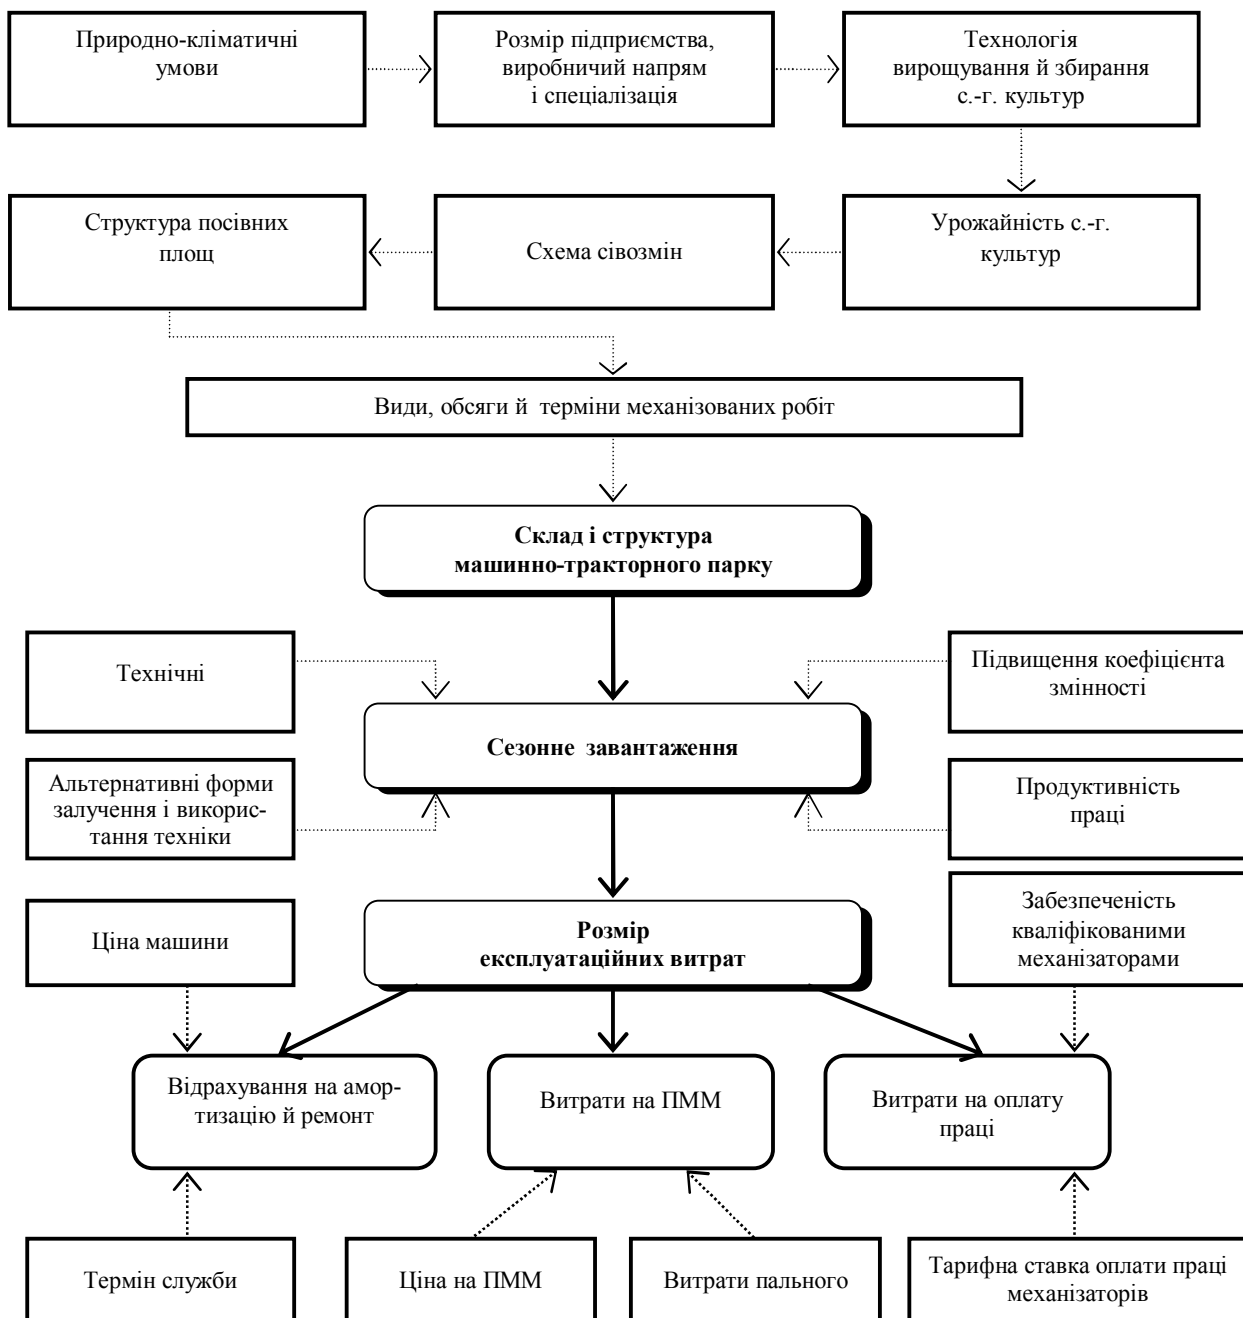 Природно-кліматичні
умови
Розмір підприємства,
виробничий напрям
і спеціалізація
Технологія
вирощування й збирання
с.-г. культур
Структура посівних
площ
Схема сівозмін
Урожайність с.-г.
культур
Види, обсяги й терміни механізованих робіт
Склад і структура
машинно-тракторного парку
Технічні
Підвищення коефіцієнта
змінності
Сезонне завантаження
Альтернативні форми
залучення і викорис-
тання техніки
Продуктивність
праці
Ціна машини
Розмір
експлуатаційних витрат
Забезпеченість
кваліфікованими
механізаторами
Відрахування на амор-
тизацію й ремонт
Витрати на ПММ
Витрати на оплату
праці
Термін служби
Ціна на ПММ
Витрати пального
Тарифна ставка оплати праці
механізаторів